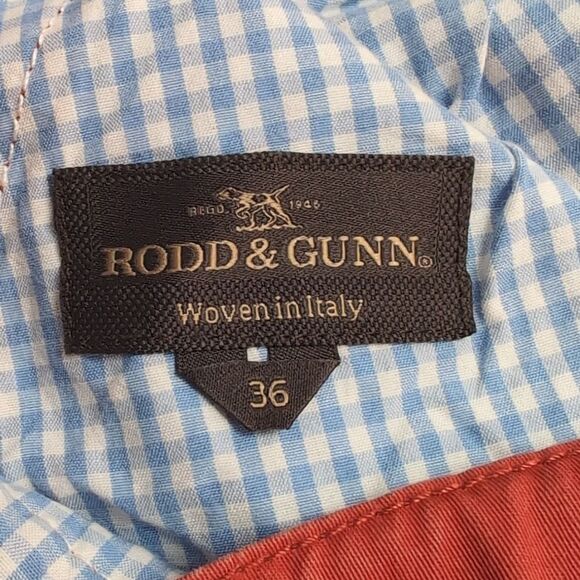 REGD. 1946
RODD & GUNN®
Woven in Italy
36